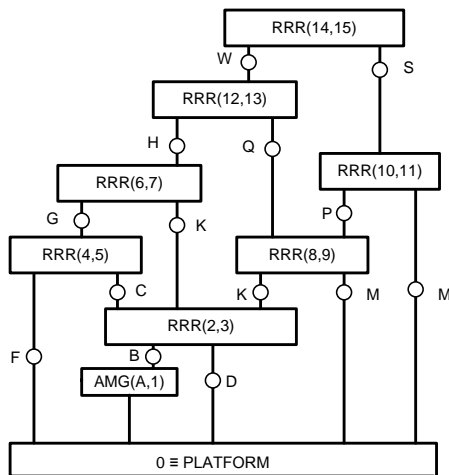 RRR(14,15)
W
S
RRR(12,13)
H
Q
RRR(10,11)
RRR(6,7)
P
G
K
RRR(4,5)
RRR(8,9)
C
K
M
M
RRR(2,3)
F
B
D
AMG(A,1)
0 ≡ PLATFORM